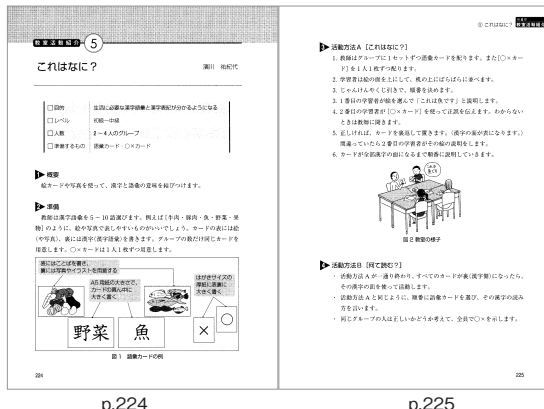 教室活動紹介 5
これはなに？
濱川 祐紀代
□目的 生活に必要な漢字語彙と漢字表記が分かるようになる
□レベル 初級〜中級
□人数 2〜4人のグループ
□準備するもの 語彙カード・○×カード
1 概要
絵カードや写真を使って、漢字と語彙の意味を結びつけます。
2 準備
教師は漢字語彙を5〜10語選びます。例えば［牛肉・豚肉・魚・野菜・果
物］のように、絵や写真で表しやすいものがいいでしょう。カードの表には絵
（や写真）、裏には漢字（漢字語彙）を書きます。グループの数だけ同じカードを
用意します。○×カードは1人1枚ずつ用意します。
表にはことばを書き、
裏には写真やイラストを用意する
A5用紙の大きさで、
カードの真ん中に
大きく書く
はがきサイズの
厚紙に表裏に
大きく書く
野菜
魚
×
○
図1 語彙カードの例
224
p.224
⑤ これはなに？
教室活動紹介
3 活動方法A［これはなに？］
1. 教師はグループに1セットずつ語彙カードを配ります。また［○×カー
ド］を1人1枚ずつ配ります。
2. 学習者は絵の面を上にして、机の上にばらばらに並べます。
3. じゃんけんやくじ引きで、順番を決めます。
4. 1番目の学習者が絵を選んで「これは魚です」と説明します。
4. 2番目の学習者が［○×カード］を使って正誤を伝えます。わからない
ときは教師に聞きます。
5. 正しければ、カードを裏返して置きます。（漢字の面が表になります。）
間違っていたら2番目の学習者がその絵の説明をします。
6. カードが全部漢字の面になるまで順番に説明していきます。
図2 教室の様子
3 活動方法B［何て読む？］
・ 活動方法Aが一通り終わり、すべてのカードが裏（漢字側）になったら、
その漢字の面を使って活動します。
・ 活動方法Aと同じように、順番に語彙カードを選び、その漢字の読み
方を言います。
・ 同じグループの人は正しいかどうか考えて、全員で○×を示します。
225
p.225